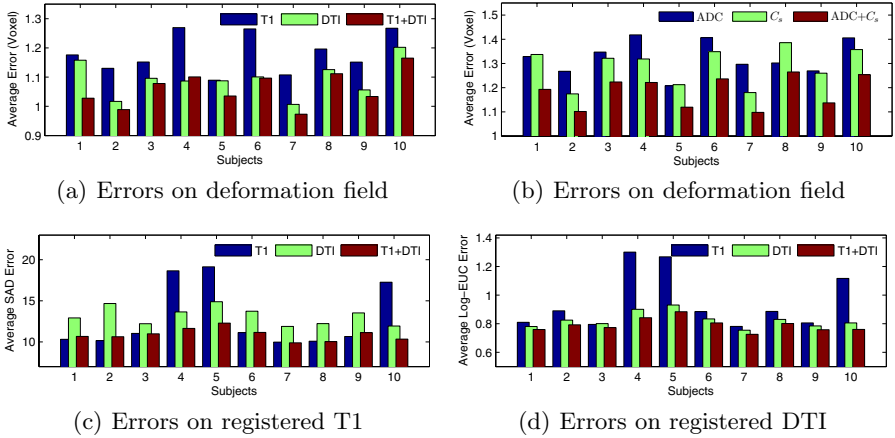 T1 DTI T1+DTI
Average Error (Voxel)
1.3
1.2
1.1
1
0.9
1 2 3 4 5 6 7 8 9 10
Subjects
(a) Errors on deformation field
ADC Cs ADC+Cs
Average Error (Voxel)
1.5
1.4
1.3
1.2
1.1
1
1 2 3 4 5 6 7 8 9 10
Subjects
(b) Errors on deformation field
T1 DTI T1+DTI
Average SAD Error
20
15
10
1 2 3 4 5 6 7 8 9 10
Subjects
(c) Errors on registered T1
T1 DTI T1+DTI
Average Log-EUC Error
1.4
1.2
1
0.8
0.6
1 2 3 4 5 6 7 8 9 10
Subjects
(d) Errors on registered DTI